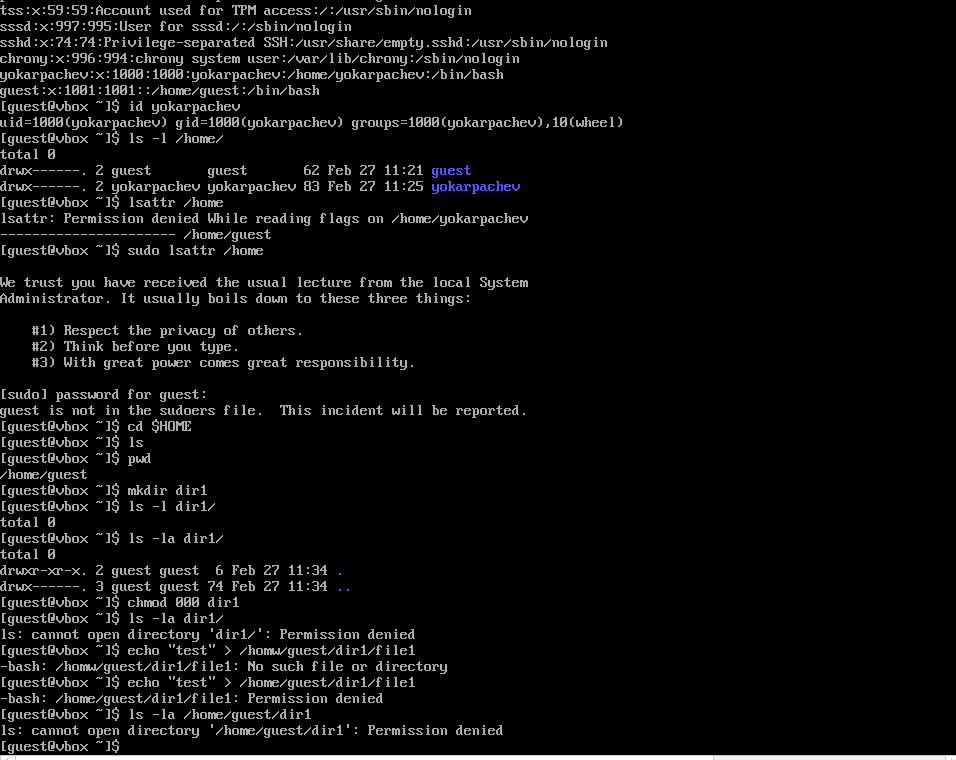 tss:x:59:59:Account used for TPM access:/:/usr/sbin/nologin
sssd:x:997:995:User for sssd:/:/sbin/nologin
sshd:x:74:74:Privilege-separated SSH:/usr/share/empty.sshd:/usr/sbin/nologin
chrony:x:996:994:chrony system user:/var/lib/chrony:/sbin/nologin
yokarpachev:x:1000:1000:yokarpachev:/home/yokarpachev:/bin/bash
guest:x:1001:1001::/home/guest:/bin/bash
[guest@vbox ~]$ id yokarpachev
uid=1000(yokarpachev) gid=1000(yokarpachev) groups=1000(yokarpachev),10(wheel)
[guest@vbox ~]$ ls -l /home/
total 0
drwx------. 2 guest       guest       62 Feb 27 11:21 guest
drwx------. 2 yokarpachev yokarpachev 83 Feb 27 11:25 yokarpachev
[guest@vbox ~]$ lsattr /home
lsattr: Permission denied While reading flags on /home/yokarpachev
---------------------- /home/guest
[guest@vbox ~]$ sudo lsattr /home
We trust you have received the usual lecture from the local System
Administrator. It usually boils down to these three things:
    #1) Respect the privacy of others.
    #2) Think before you type.
    #3) With great power comes great responsibility.
[sudo] password for guest:
guest is not in the sudoers file.  This incident will be reported.
[guest@vbox ~]$ cd $HOME
[guest@vbox ~]$ ls
[guest@vbox ~]$ pwd
/home/guest
[guest@vbox ~]$ mkdir dir1
[guest@vbox ~]$ ls -l dir1/
total 0
[guest@vbox ~]$ ls -la dir1/
total 0
drwxr-xr-x. 2 guest guest  6 Feb 27 11:34 .
drwx------. 3 guest guest 74 Feb 27 11:34 ..
[guest@vbox ~]$ chmod 000 dir1
[guest@vbox ~]$ ls -la dir1/
ls: cannot open directory 'dir1/': Permission denied
[guest@vbox ~]$ echo "test" > /homw/guest/dir1/file1
-bash: /homw/guest/dir1/file1: No such file or directory
[guest@vbox ~]$ echo "test" > /home/guest/dir1/file1
-bash: /home/guest/dir1/file1: Permission denied
[guest@vbox ~]$ ls -la /home/guest/dir1
ls: cannot open directory '/home/guest/dir1': Permission denied
[guest@vbox ~]$